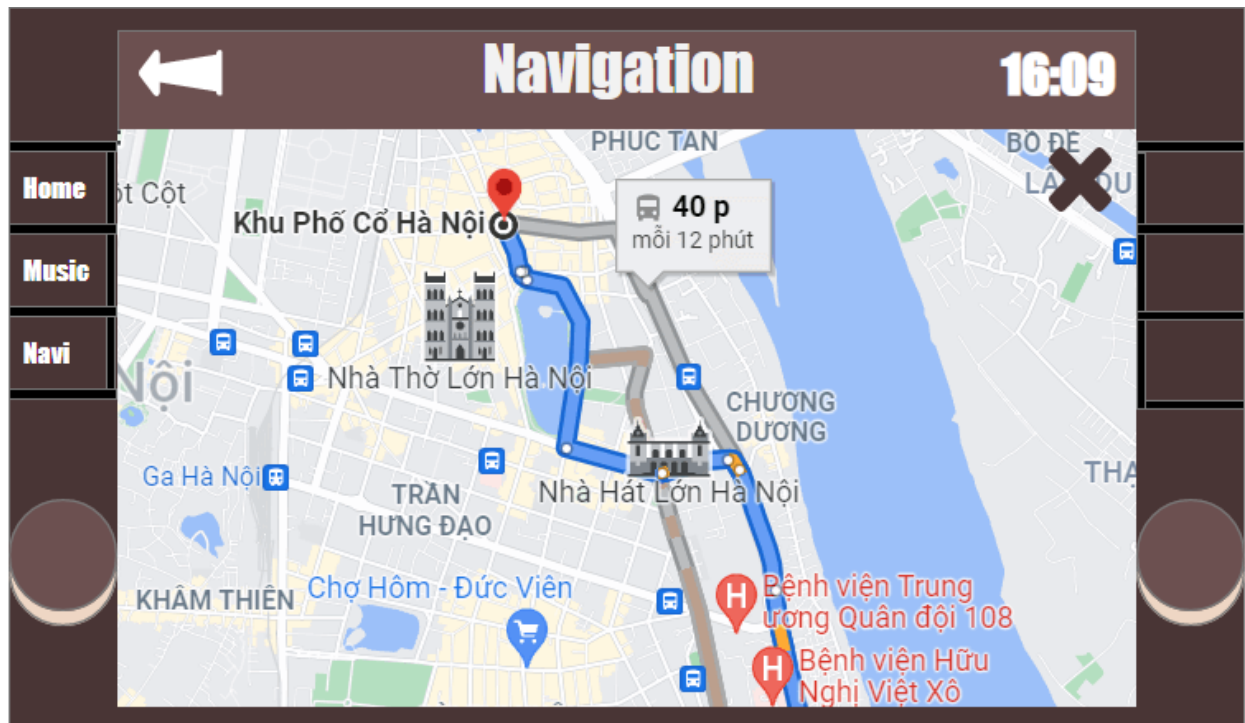 Navigation
16:09
Home
Music
Navi
PHUC TAN
BỒ ĐỀ
ột Cột
Khu Phố Cổ Hà Nội
40 p
mỗi 12 phút
Nhà Thờ Lớn Hà Nội
Nội
CHƯƠNG
DƯƠNG
Ga Hà Nội
TRẦN
HƯNG ĐẠO
Nhà Hát Lớn Hà Nội
KHÂM THIÊN
Chợ Hôm - Đức Viên
H
Bệnh viện Trung
ương Quân đội 108
H
Bệnh viện Hữu
Nghị Việt Xô